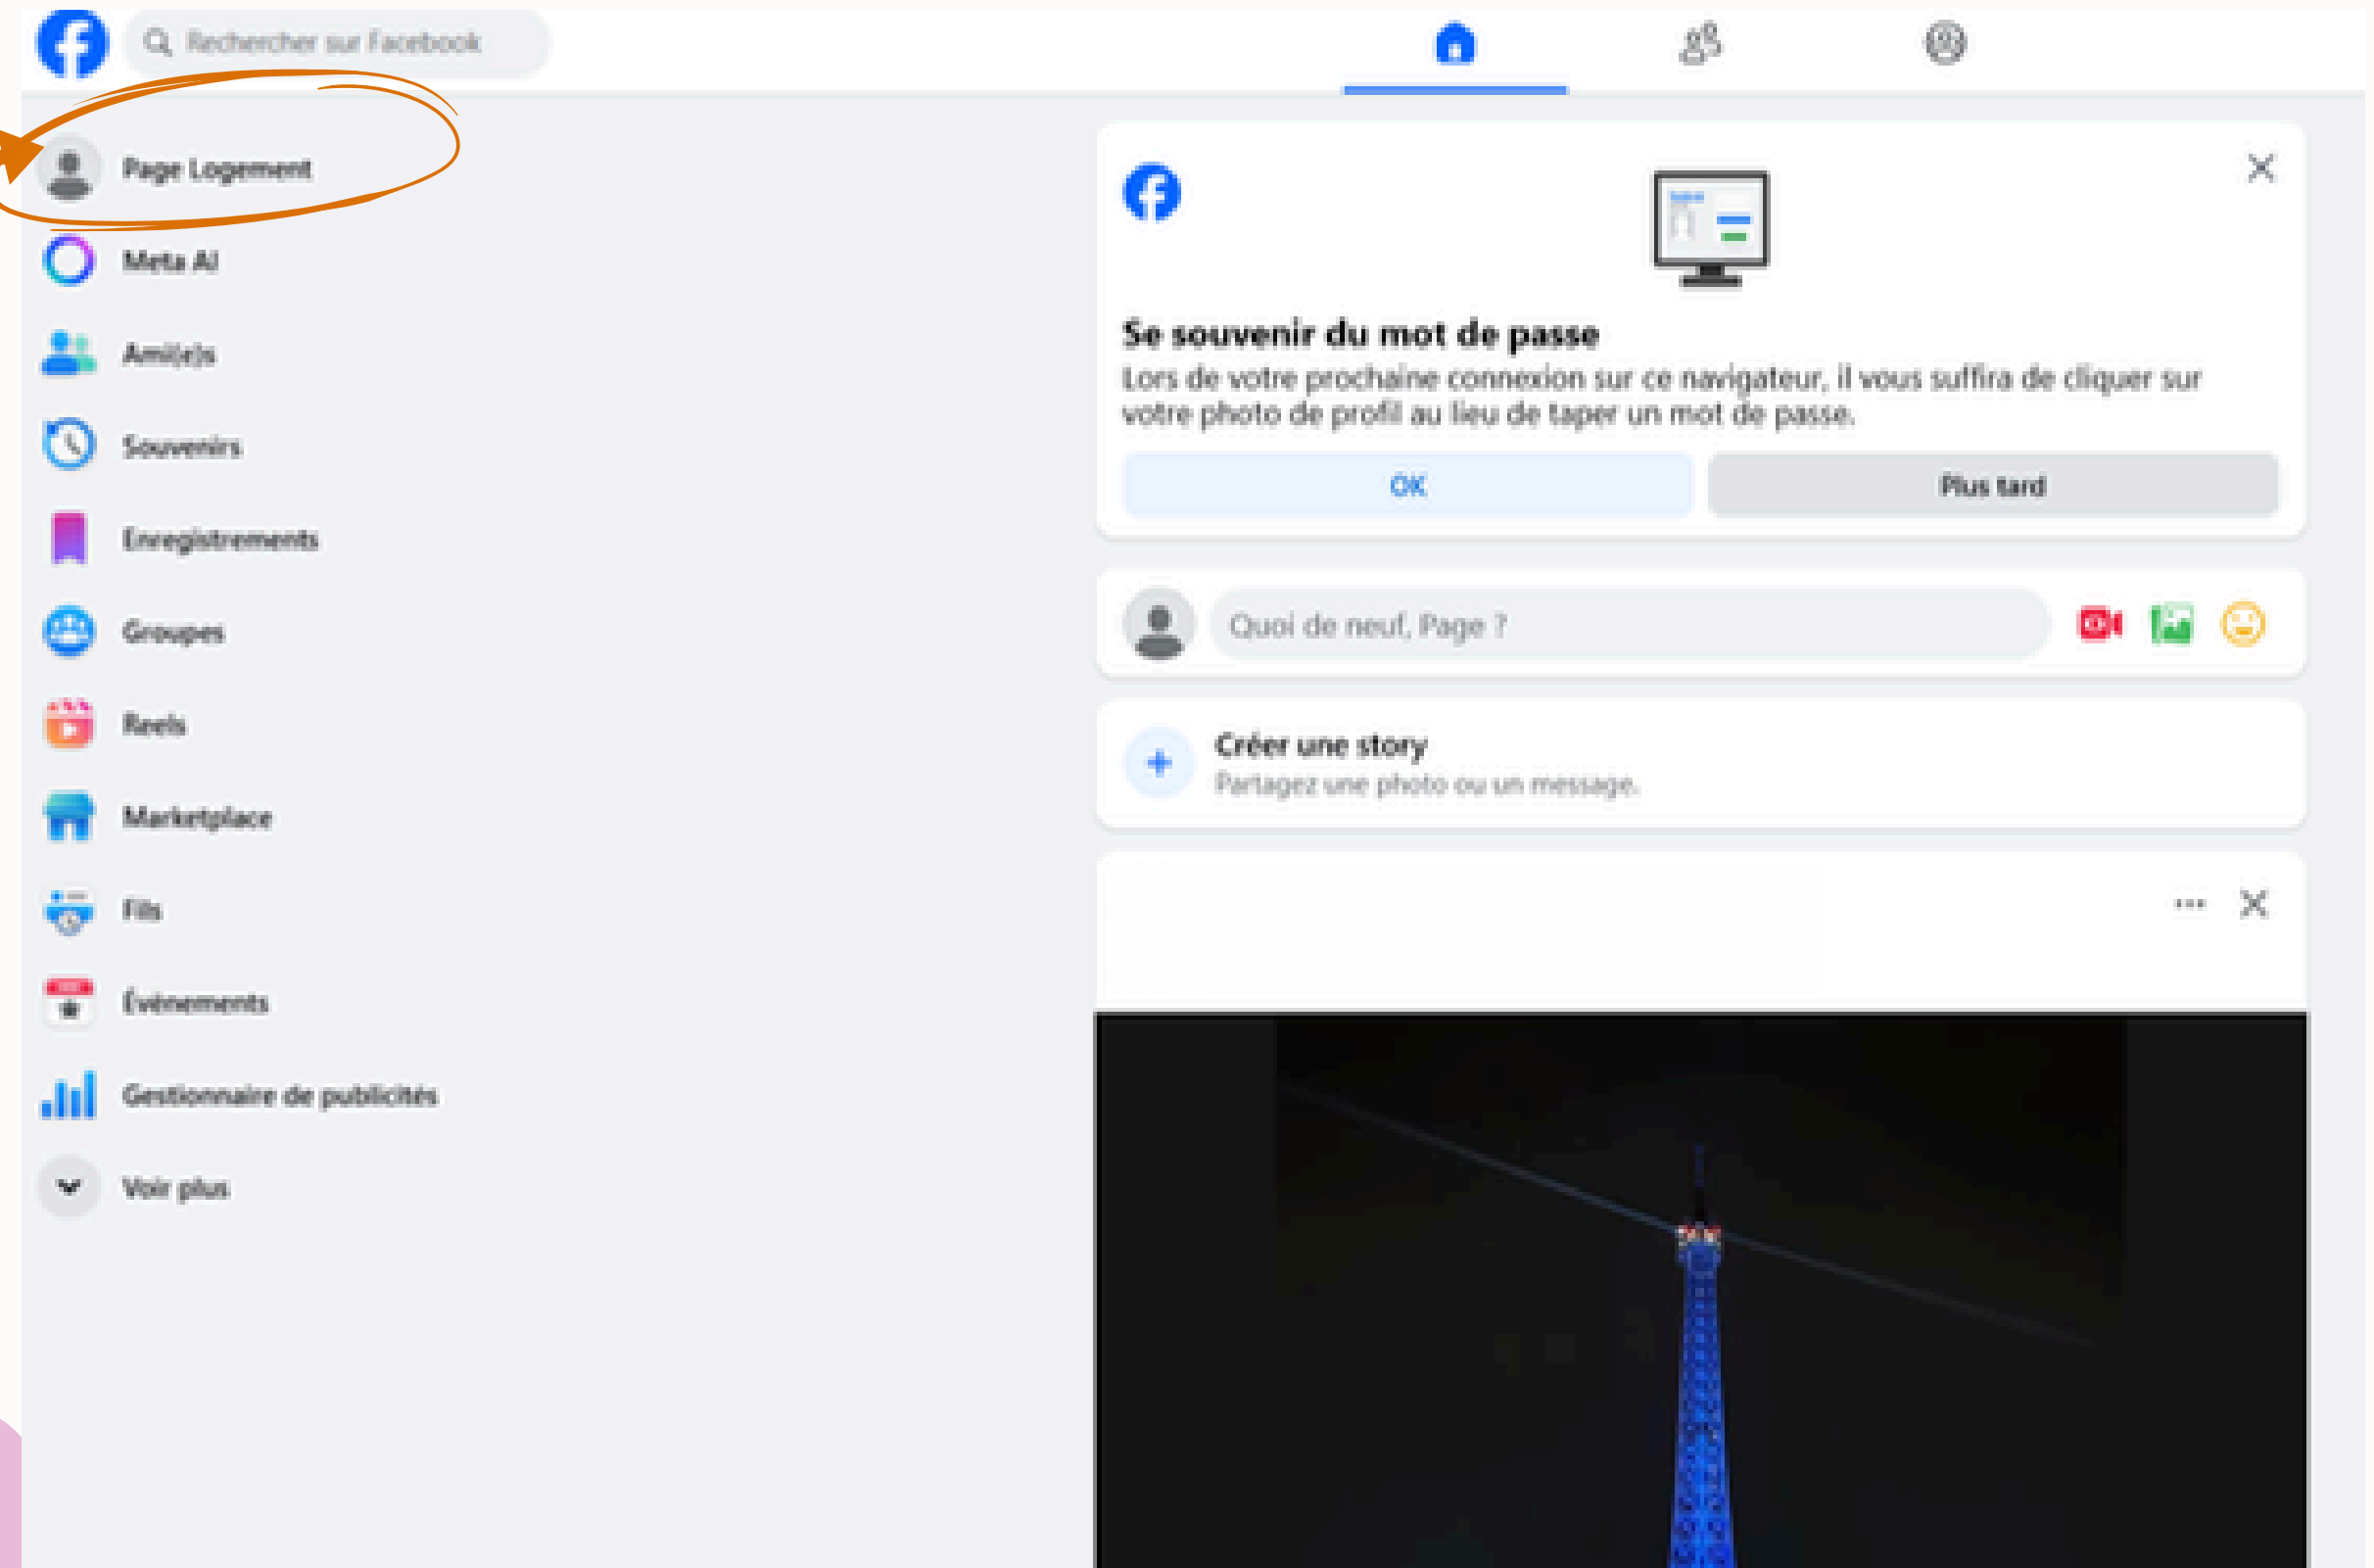 Rechercher sur Facebook
Page Logement
Meta AI
Ami(e)s
Souvenirs
Enregistrements
Groupes
Reels
Marketplace
Fils
Évènements
Gestionnaire de publicités
Voir plus
Se souvenir du mot de passe
Lors de votre prochaine connexion sur ce navigateur, il vous suffira de cliquer sur
votre photo de profil au lieu de taper un mot de passe.
OK
Plus tard
Quoi de neuf, Page ?
Créer une story
Partagez une photo ou un message.